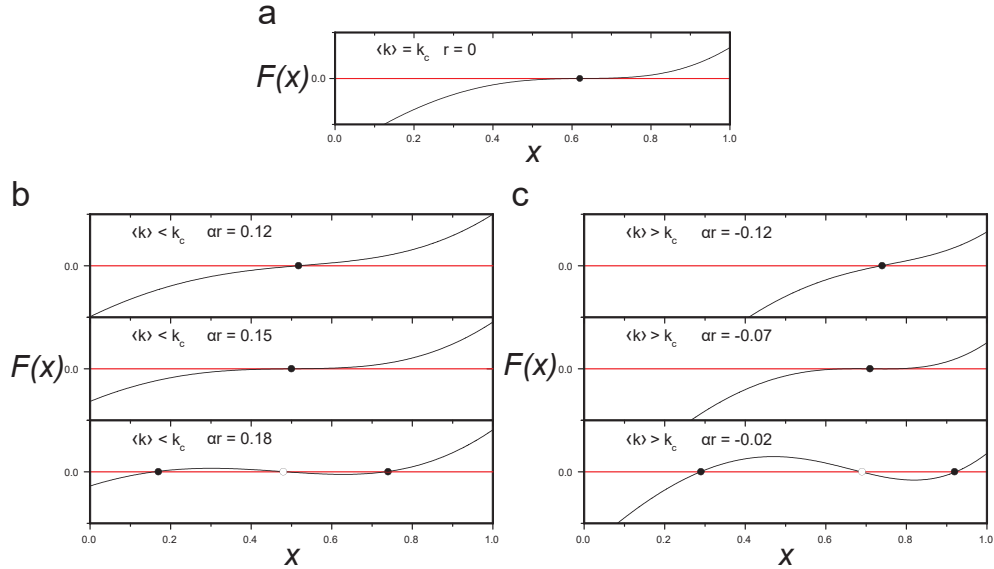 a
⟨k⟩ = k_c r = 0
F(x)
0.0
0.0 0.2 0.4 0.6 0.8 1.0
x
b
⟨k⟩ < k_c αr = 0.12
0.0
⟨k⟩ < k_c αr = 0.15
F(x)
0.0
⟨k⟩ < k_c αr = 0.18
0.0
0.0 0.2 0.4 0.6 0.8 1.0
x
c
⟨k⟩ > k_c αr = -0.12
0.0
⟨k⟩ > k_c αr = -0.07
F(x)
0.0
⟨k⟩ > k_c αr = -0.02
0.0
0.0 0.2 0.4 0.6 0.8 1.0
x